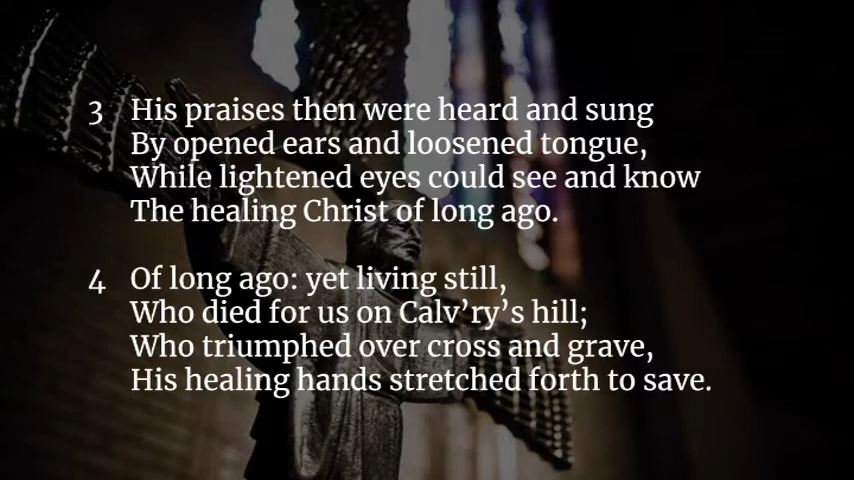 3 His praises then were heard and sung
By opened ears and loosened tongue,
While lightened eyes could see and know
The healing Christ of long ago.
4 Of long ago: yet living still,
Who died for us on Calv’ry’s hill;
Who triumphed over cross and grave,
His healing hands stretched forth to save.